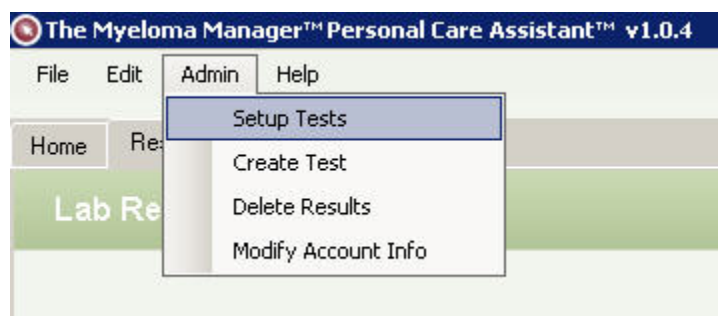 The Myeloma Manager™ Personal Care Assistant™ v1.0.4
File Edit Admin Help
Setup Tests
Home
Create Test
Delete Results
Modify Account Info
Lab Re